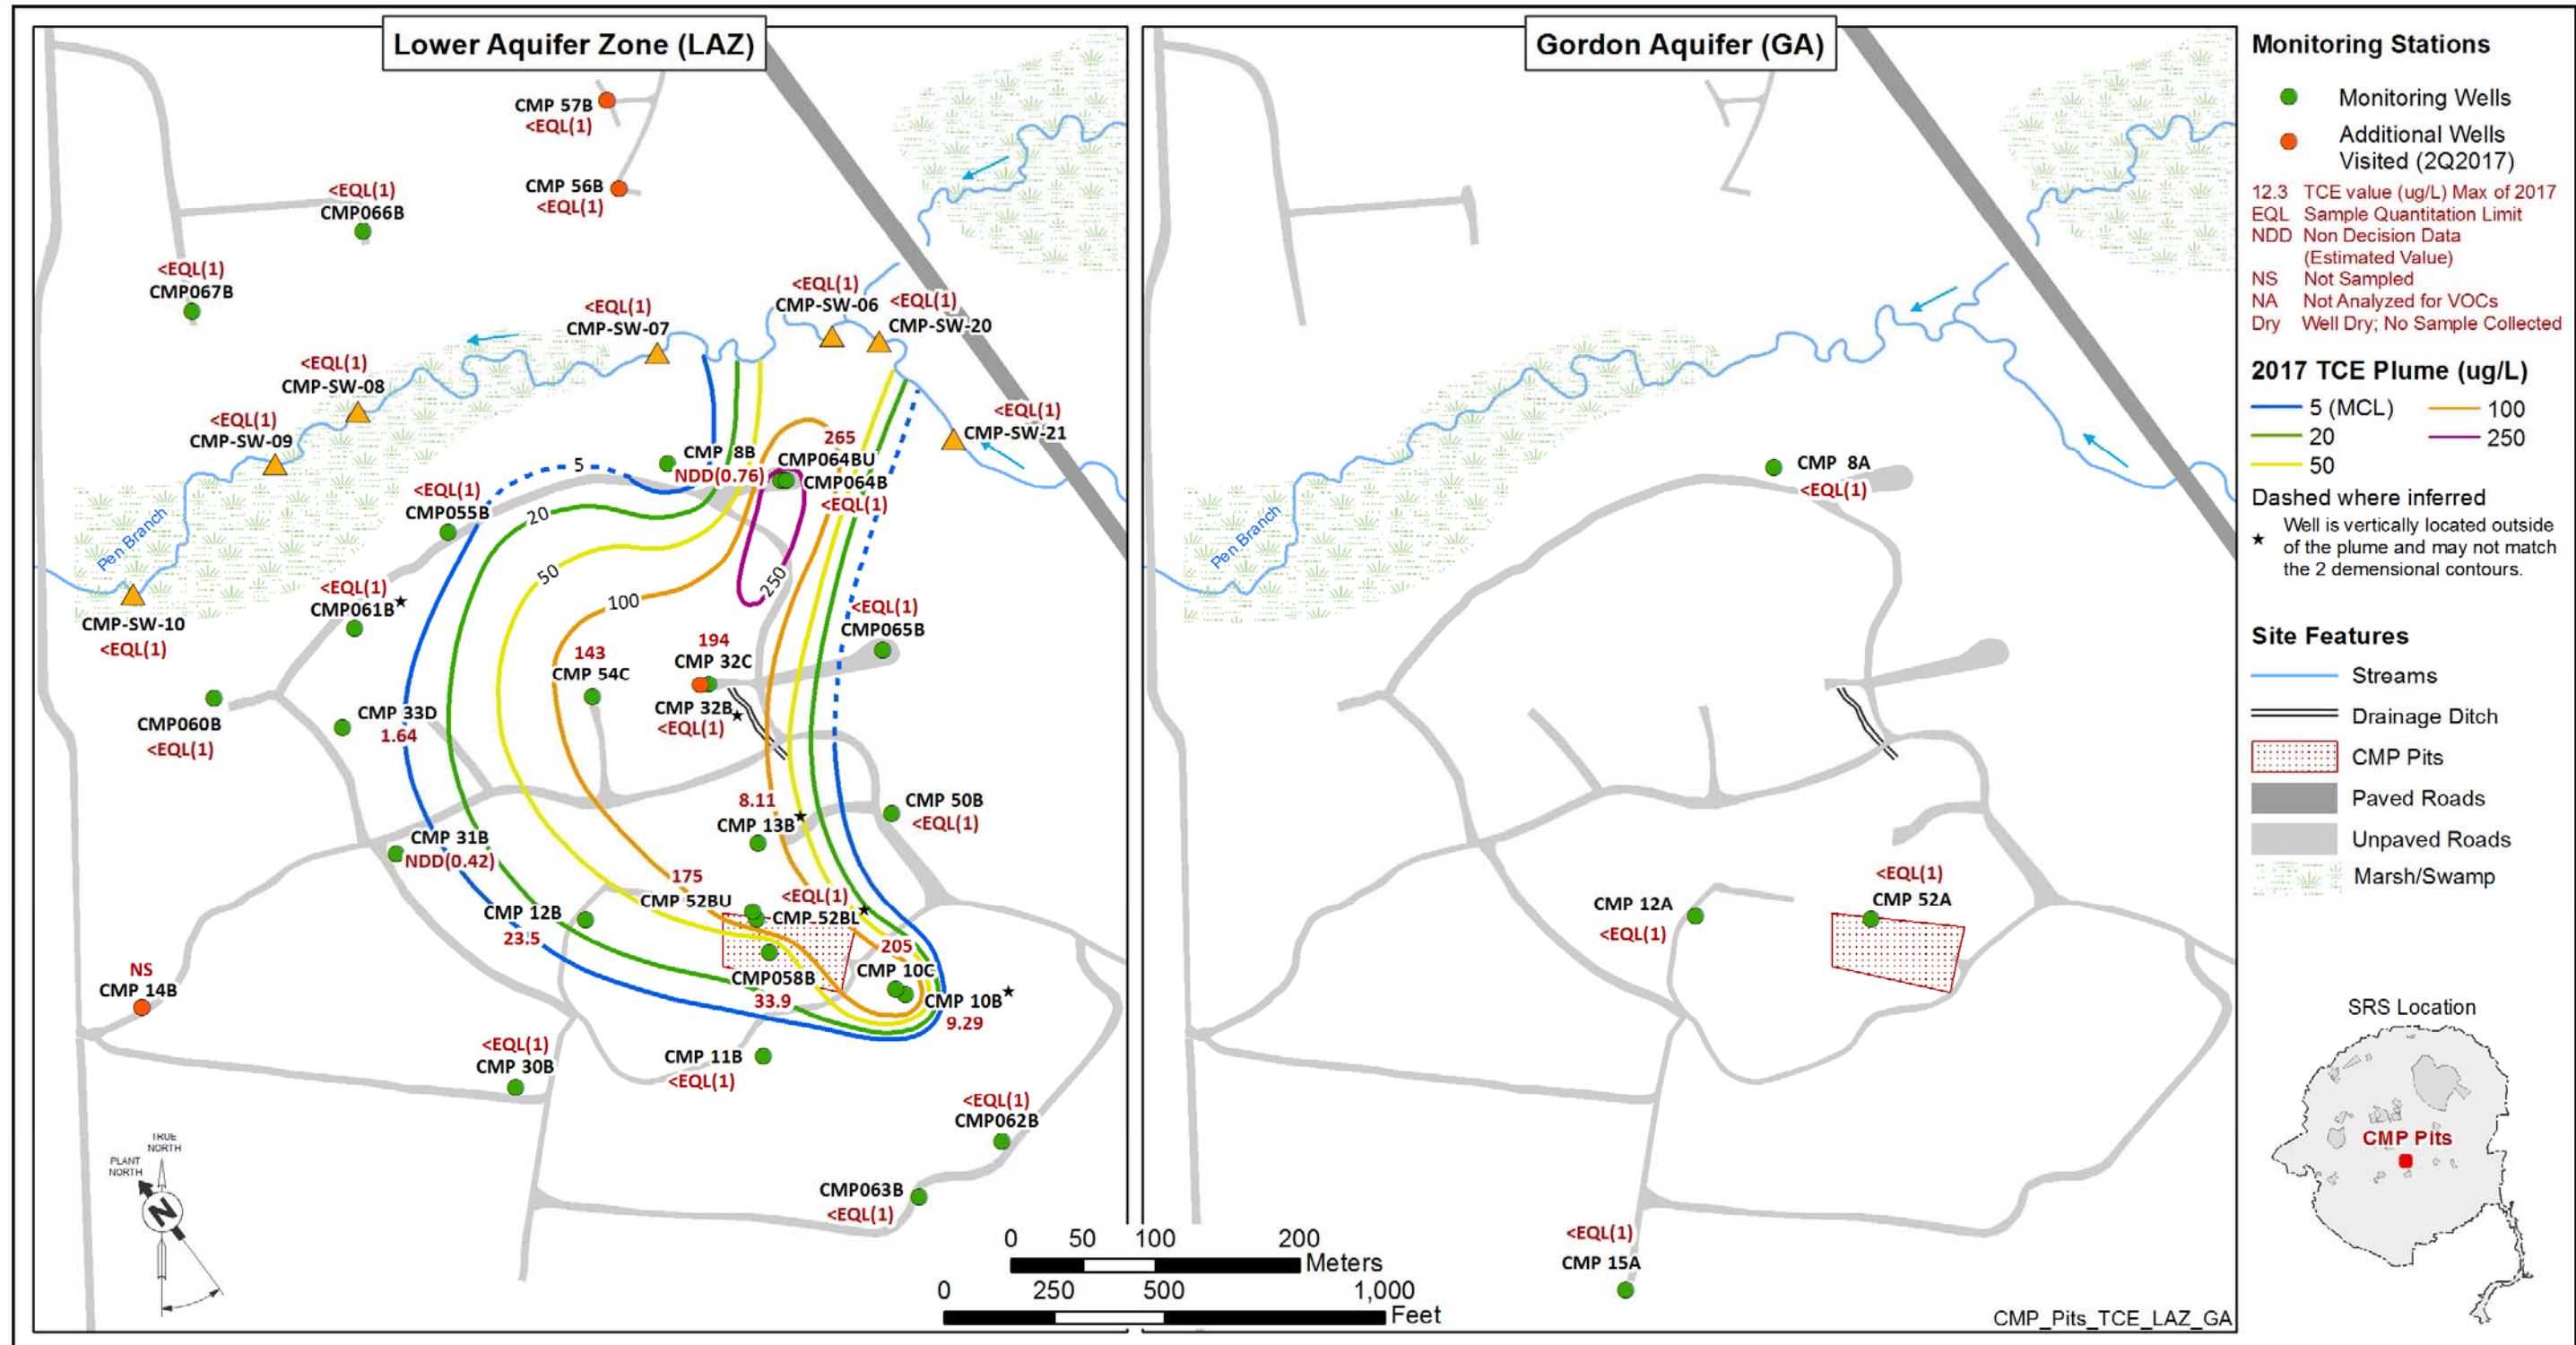 Lower Aquifer Zone (LAZ)
CMP 57B
<EQL(1)
CMP 56B
<EQL(1)
<EQL(1)
CMP066B
<EQL(1)
CMP067B
<EQL(1)
CMP-SW-06
<EQL(1)
CMP-SW-20
<EQL(1)
CMP-SW-07
<EQL(1)
CMP-SW-08
<EQL(1)
CMP-SW-09
<EQL(1)
CMP-SW-21
265
CMP064BU
CMP064B
<EQL(1)
CMP 8B
NDD(0.76)
5
20
50
100
250
<EQL(1)
CMP055B
Pen Branch
<EQL(1)
CMP061B
CMP-SW-10
<EQL(1)
<EQL(1)
CMP065B
143
CMP 54C
194
CMP 32C
CMP 32B
<EQL(1)
CMP060B
<EQL(1)
CMP 33D
1.64
8.11
CMP 13B
CMP 50B
<EQL(1)
CMP 31B
NDD(0.42)
175
CMP 52BU
<EQL(1)
CMP 52BL
CMP 12B
23.5
205
CMP 10C
CMP058B
33.9
CMP 10B
9.29
NS
CMP 14B
<EQL(1)
CMP 30B
CMP 11B
<EQL(1)
<EQL(1)
CMP062B
CMP063B
<EQL(1)
TRUE
NORTH
PLANT
NORTH
N
0 50 100 200
Meters
0 250 500 1,000
Feet
Gordon Aquifer (GA)
CMP 8A
<EQL(1)
Pen Branch
CMP 12A
<EQL(1)
<EQL(1)
CMP 52A
<EQL(1)
CMP 15A
CMP_Pits_TCE_LAZ_GA
Monitoring Stations
Monitoring Wells
Additional Wells
Visited (2Q2017)
12.3 TCE value (ug/L) Max of 2017
EQL Sample Quantitation Limit
NDD Non Decision Data
(Estimated Value)
NS Not Sampled
NA Not Analyzed for VOCs
Dry Well Dry; No Sample Collected
2017 TCE Plume (ug/L)
5 (MCL) 100
20 250
50
Dashed where inferred
★ Well is vertically located outside
of the plume and may not match
the 2 demensional contours.
Site Features
Streams
Drainage Ditch
CMP Pits
Paved Roads
Unpaved Roads
Marsh/Swamp
SRS Location
CMP Pits